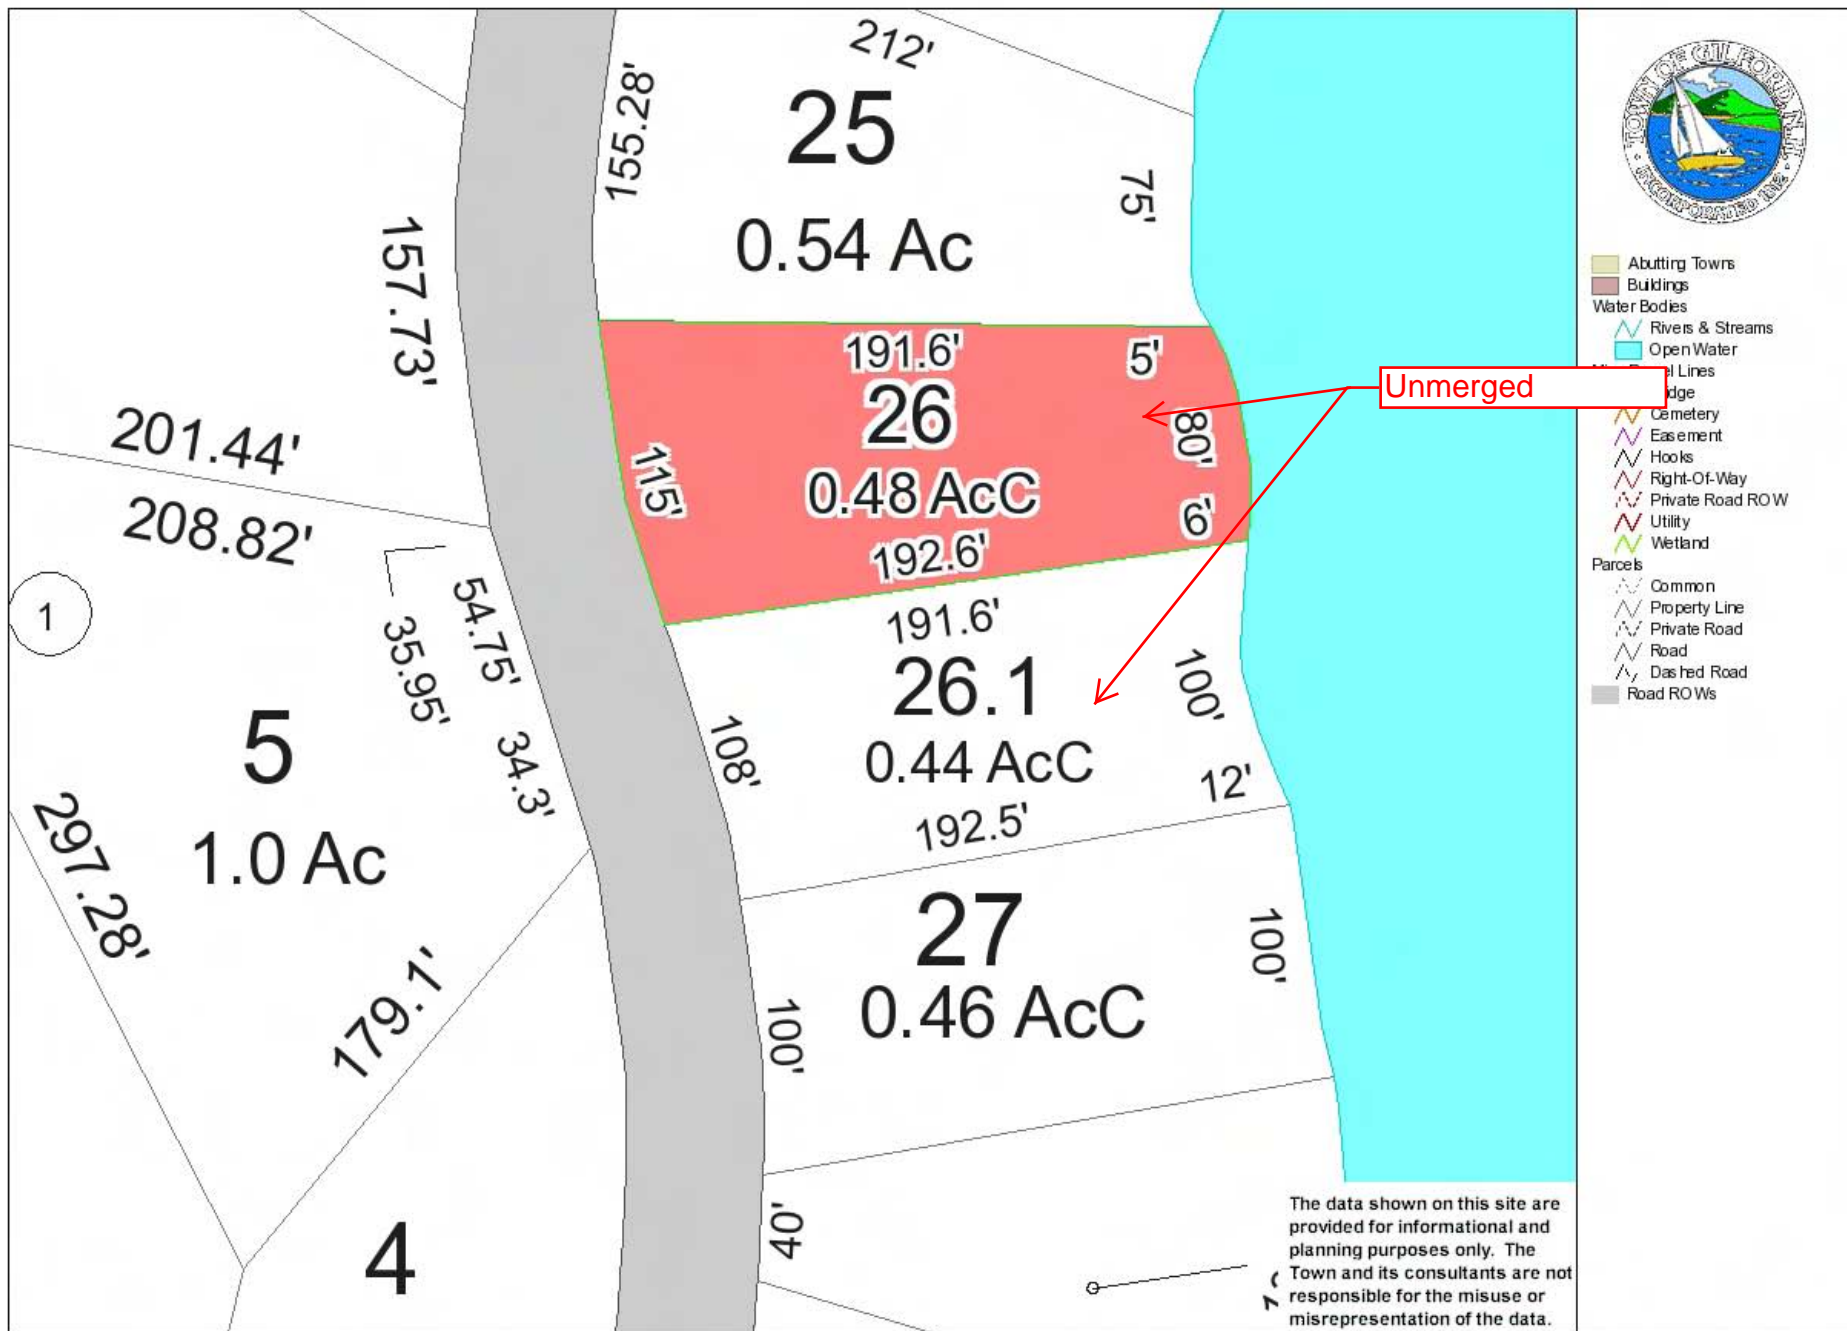 212'
155.28'
25
75'
0.54 Ac
157.73'
191.6'
5'
26
80'
115'
0.48 AcC
6'
192.6'
Unmerged
201.44'
208.82'
1
54.75'
35.95'
34.3'
5
1.0 Ac
297.28'
179.1'
4
191.6'
26.1
100'
108'
0.44 AcC
12'
192.5'
27
100'
0.46 AcC
100'
40'
TOWN OF GILFORD, N.H.
INCORPORATED 1812
Abutting Towns
Buildings
Water Bodies
Rivers & Streams
Open Water
Lines
Cemetery
Easement
Hooks
Right-Of-Way
Private Road ROW
Utility
Wetland
Parcels
Common
Property Line
Private Road
Road
Dashed Road
Road ROWs
The data shown on this site are
provided for informational and
planning purposes only. The
Town and its consultants are not
responsible for the misuse or
misrepresentation of the data.